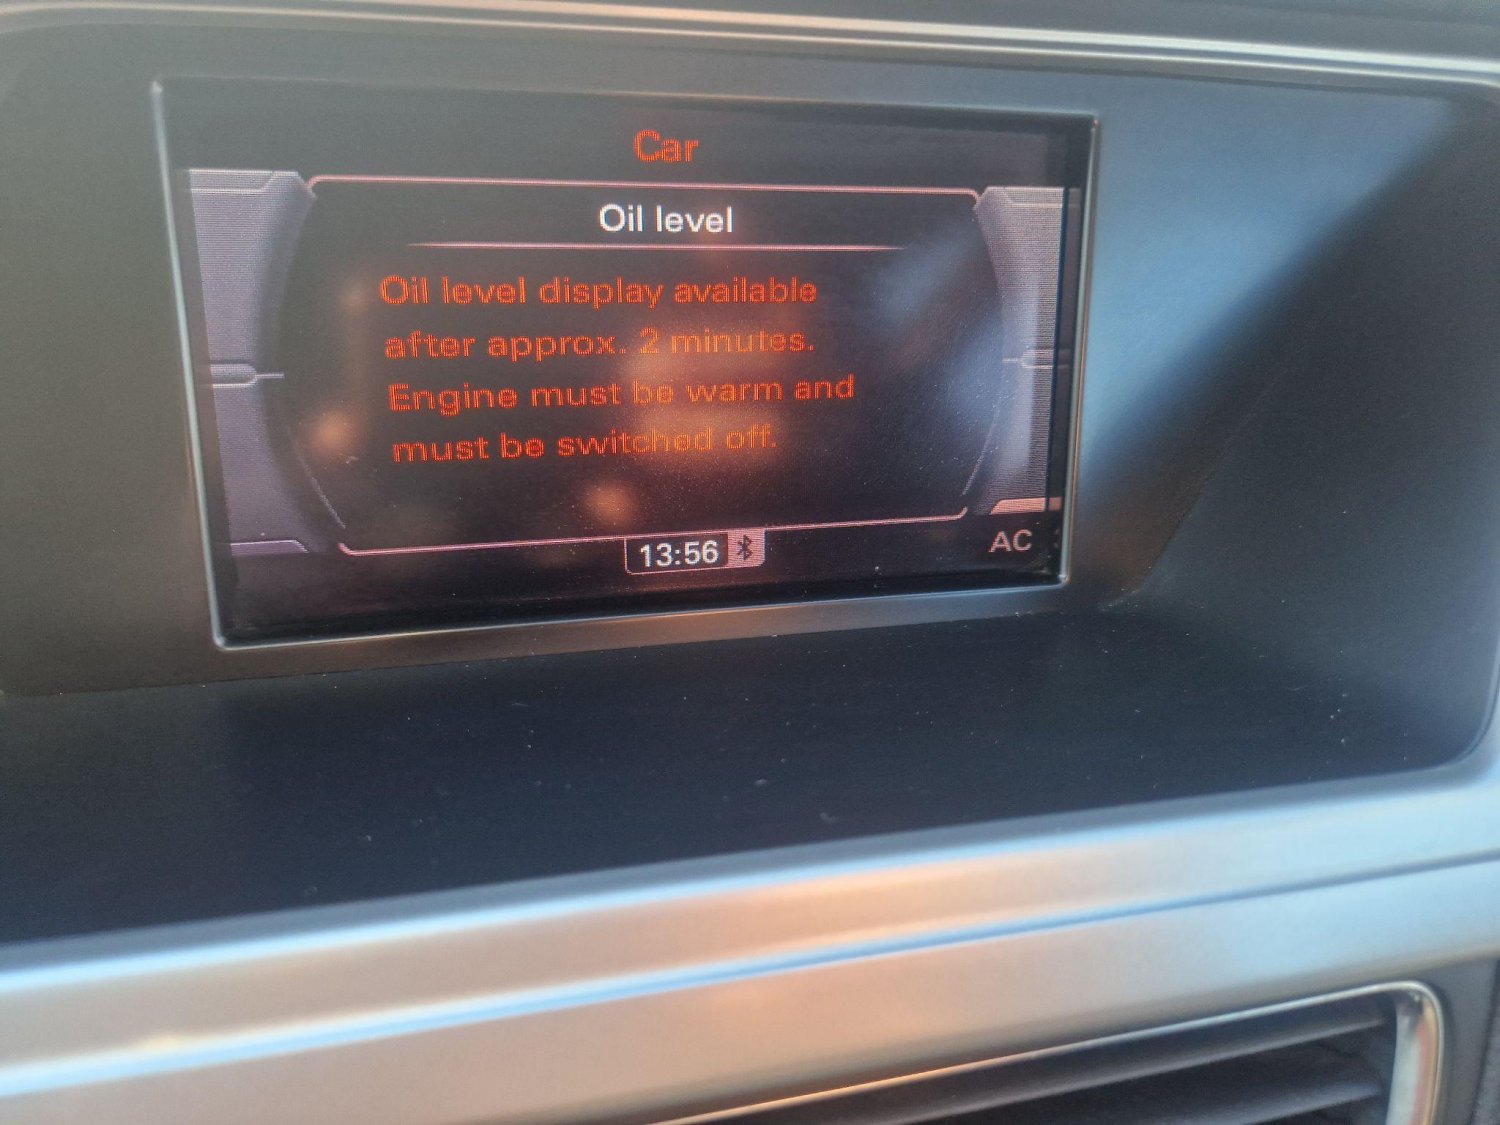 Car
Oil level
Oil level display available
after approx. 2 minutes.
Engine must be warm and
must be switched off.
13:56
AC